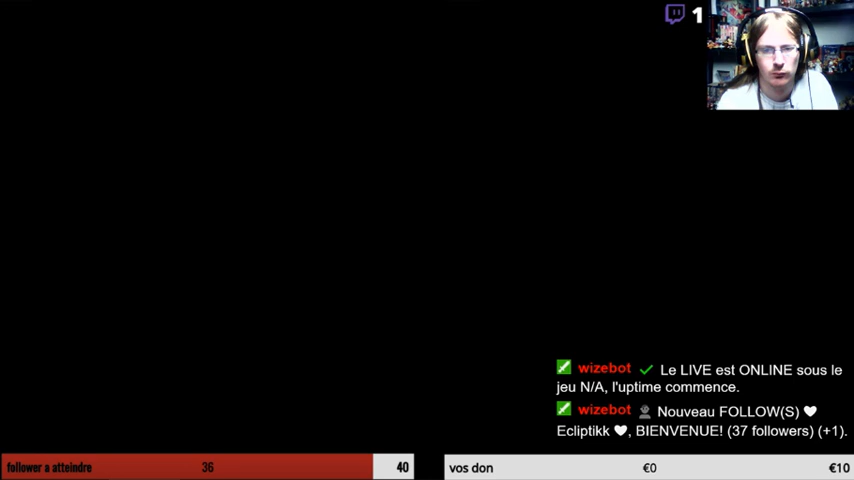 1
wizebot ✓ Le LIVE est ONLINE sous le
jeu N/A, l'uptime commence.
wizebot Nouveau FOLLOW(S) ♥
Ecliptikk ♥, BIENVENUE! (37 followers) (+1).
follower a atteindre 36 40
vos don €0 €10